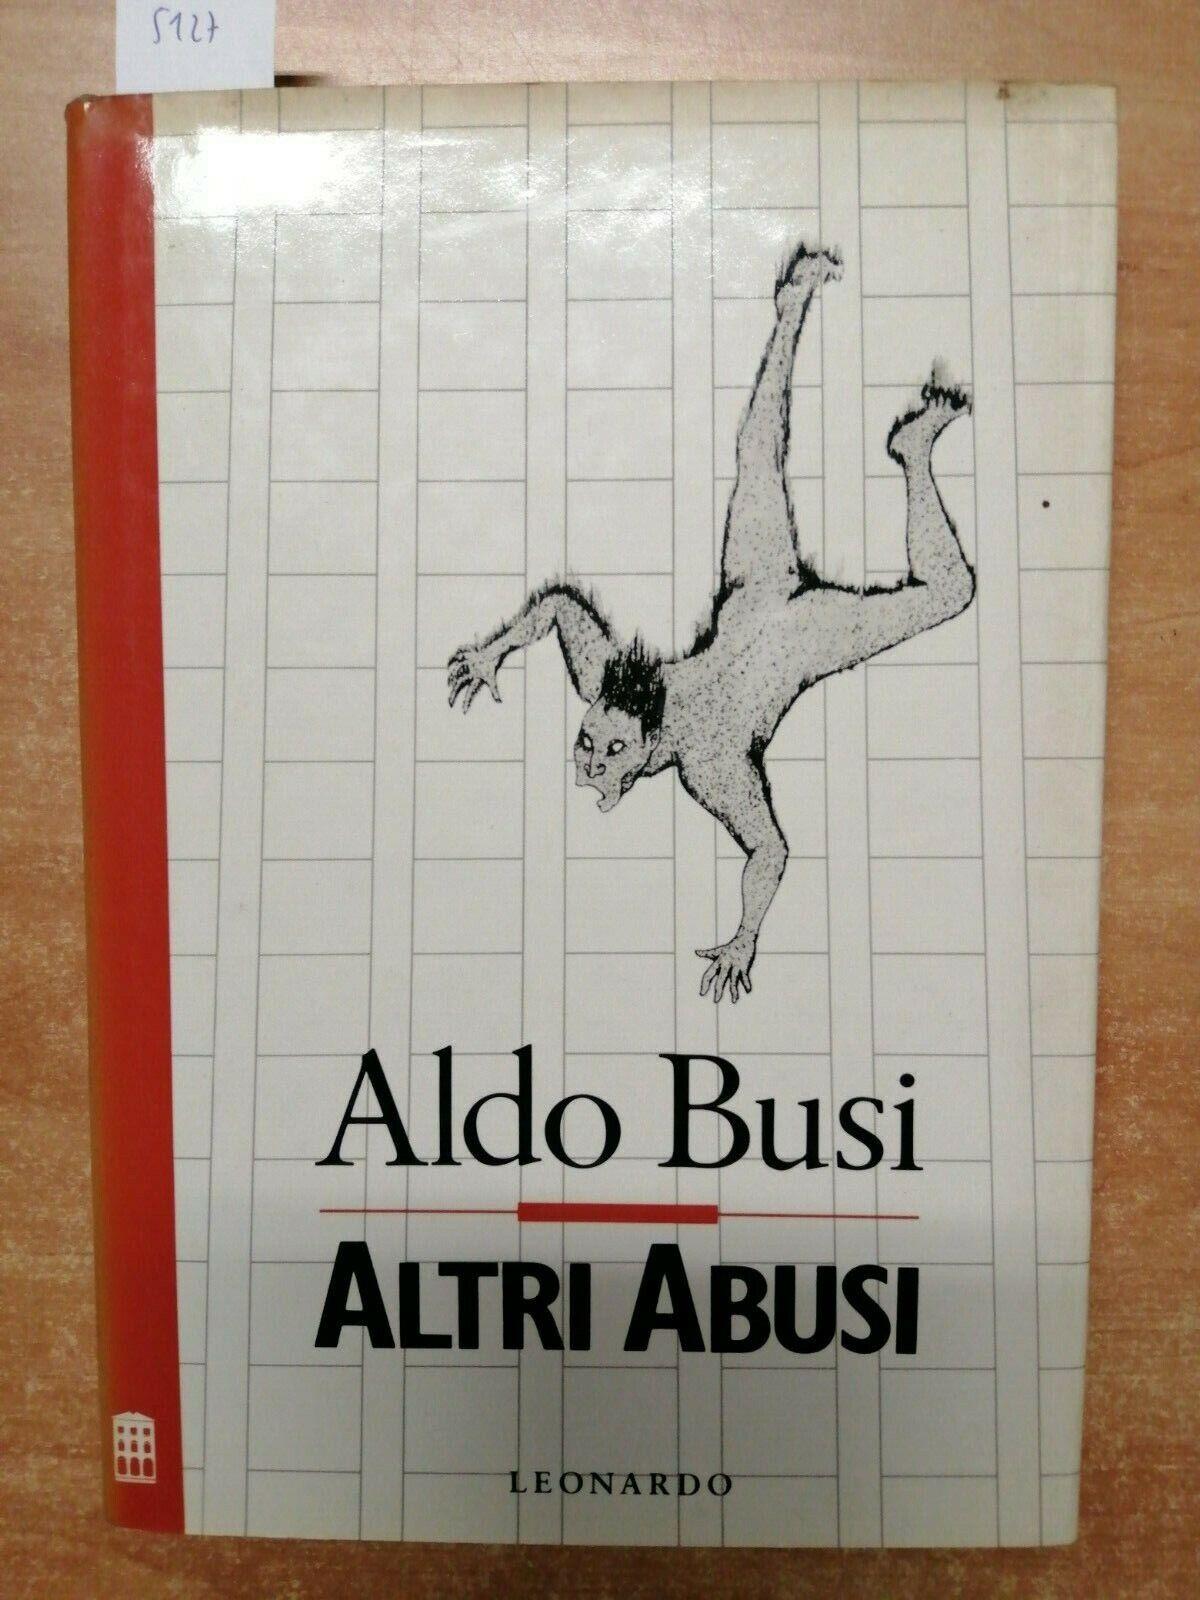 5127
Aldo Busi
ALTRI ABUSI
LEONARDO